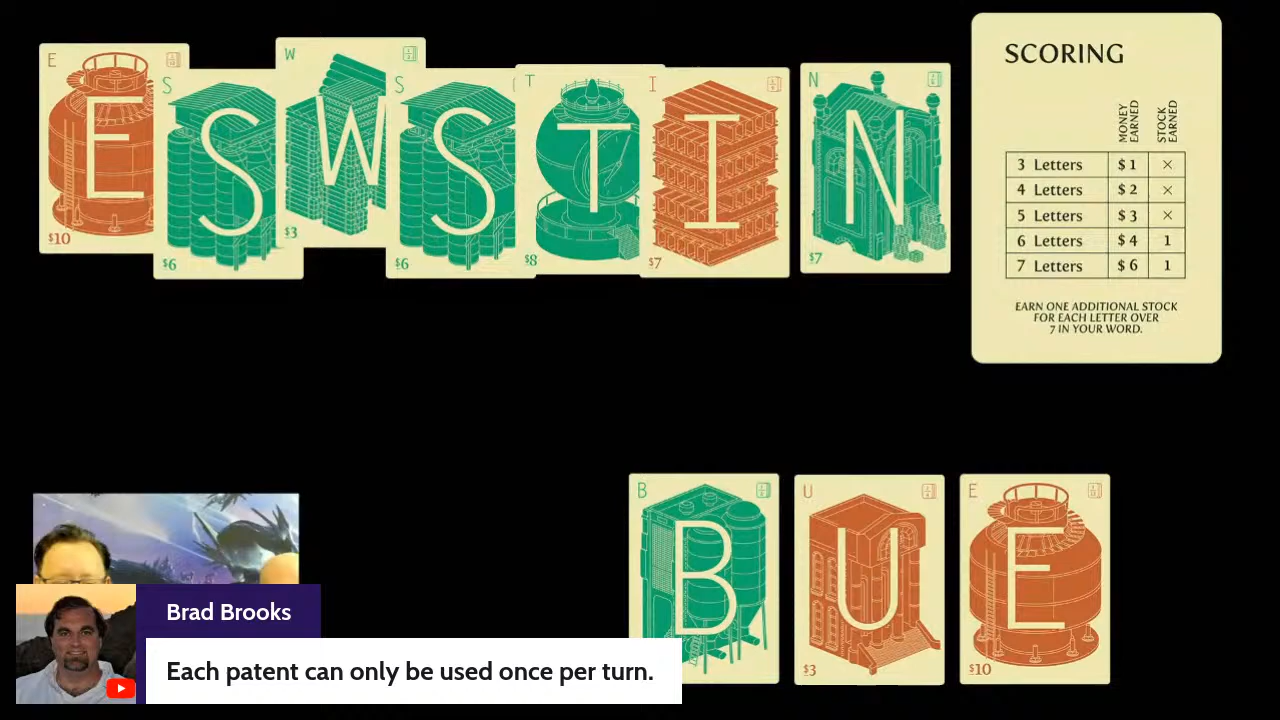 E
E
$10
S
S
$6
W
W
$3
S
S
$6
T
T
$8
I
I
$7
N
N
$7
SCORING
MONEY EARNED
STOCK EARNED
3 Letters $1 ×
4 Letters $2 ×
5 Letters $3 ×
6 Letters $4 1
7 Letters $6 1
EARN ONE ADDITIONAL STOCK
FOR EACH LETTER OVER
7 IN YOUR WORD.
B
B
U
U
$3
E
E
$10
Brad Brooks
Each patent can only be used once per turn.